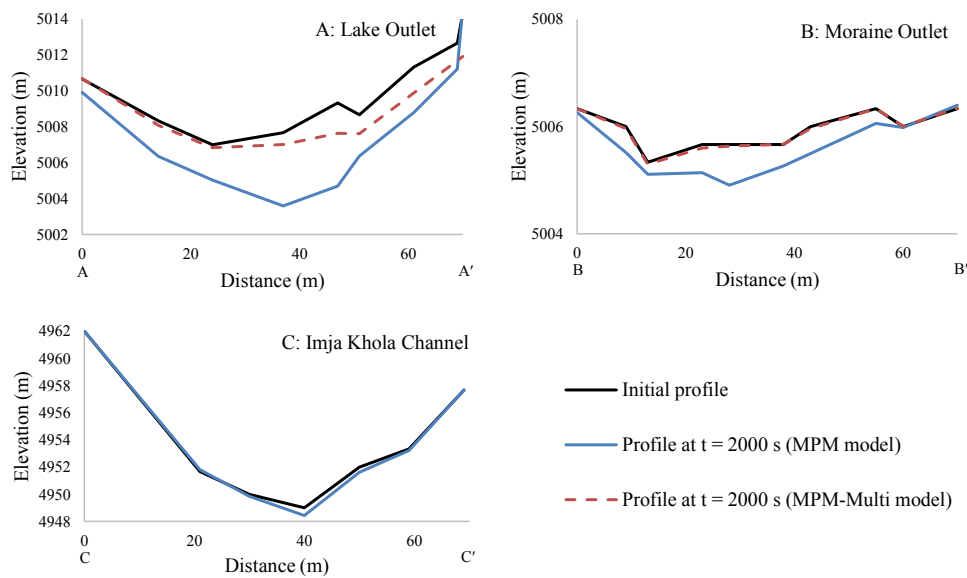 A: Lake Outlet
Elevation (m)
5014
5012
5010
5008
5006
5004
5002
0 20 40 60
A A′
Distance (m)
B: Moraine Outlet
Elevation (m)
5008
5006
5004
0 20 40 60
B B′
Distance (m)
C: Imja Khola Channel
Elevation (m)
4962
4960
4958
4956
4954
4952
4950
4948
0 20 40 60
C C′
Distance (m)
Initial profile
Profile at t = 2000 s (MPM model)
Profile at t = 2000 s (MPM-Multi model)